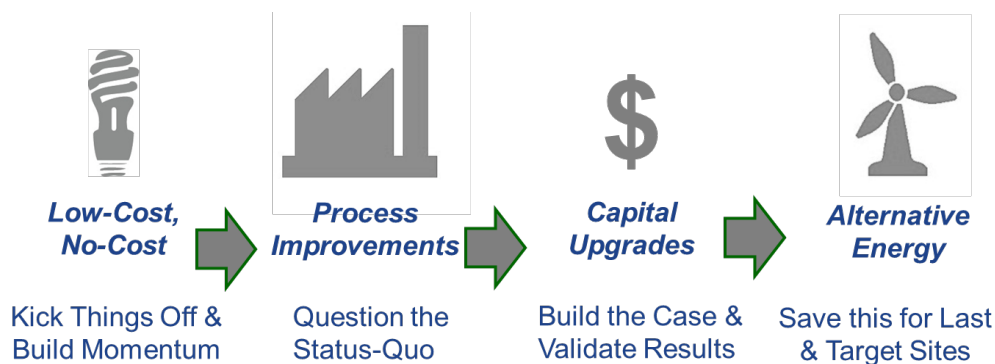 $
Low-Cost,
No-Cost
Process
Improvements
Capital
Upgrades
Alternative
Energy
Kick Things Off &
Build Momentum
Question the
Status-Quo
Build the Case &
Validate Results
Save this for Last
& Target Sites